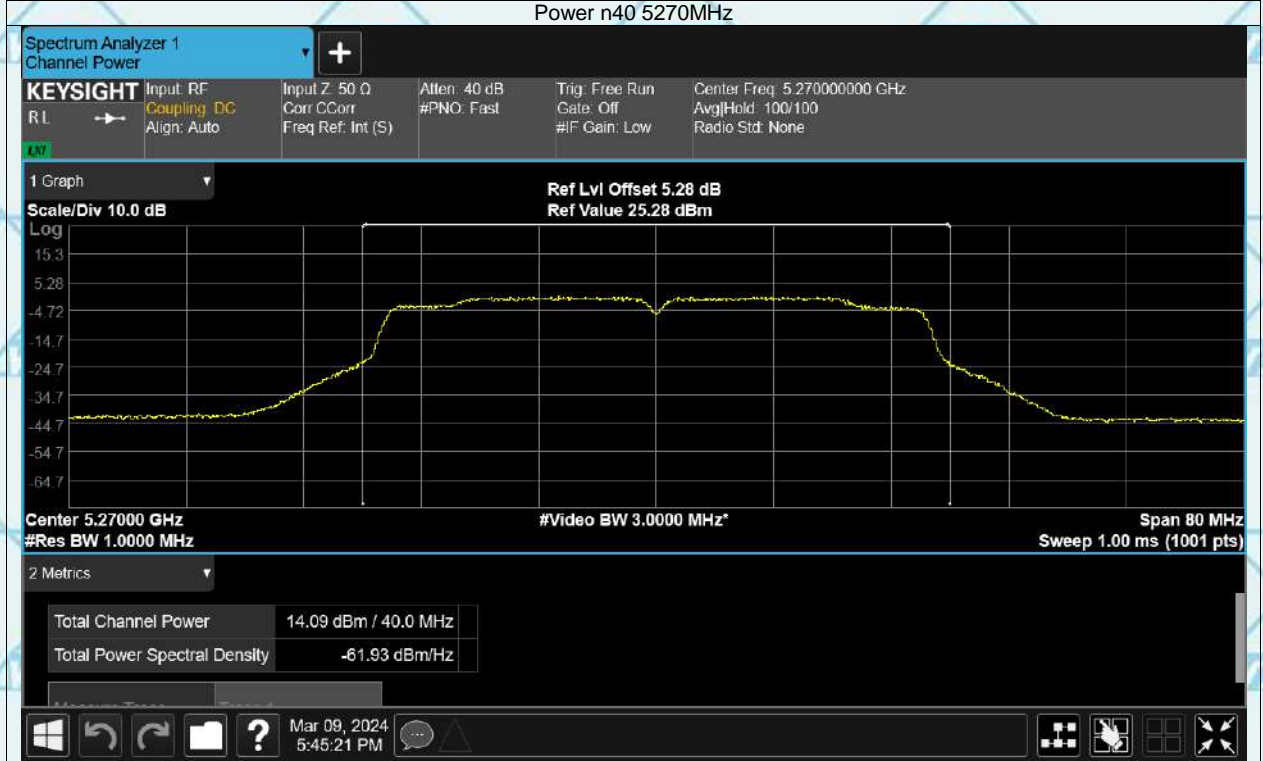 Power n40 5270MHz
Spectrum Analyzer 1
Channel Power
+
KEYSIGHT
R L
LXI
Input: RF
Coupling: DC
Align: Auto
Input Z: 50 Ω
Corr CCorr
Freq Ref: Int (S)
Atten: 40 dB
#PNO: Fast
Trig: Free Run
Gate: Off
#IF Gain: Low
Center Freq: 5.270000000 GHz
Avg|Hold: 100/100
Radio Std: None
1 Graph
Scale/Div 10.0 dB
Ref Lvl Offset 5.28 dB
Ref Value 25.28 dBm
Log
15.3
5.28
-4.72
-14.7
-24.7
-34.7
-44.7
-54.7
-64.7
Center 5.27000 GHz
#Res BW 1.0000 MHz
#Video BW 3.0000 MHz*
Span 80 MHz
Sweep 1.00 ms (1001 pts)
2 Metrics
Total Channel Power 14.09 dBm / 40.0 MHz
Total Power Spectral Density -61.93 dBm/Hz
?
Mar 09, 2024
5:45:21 PM